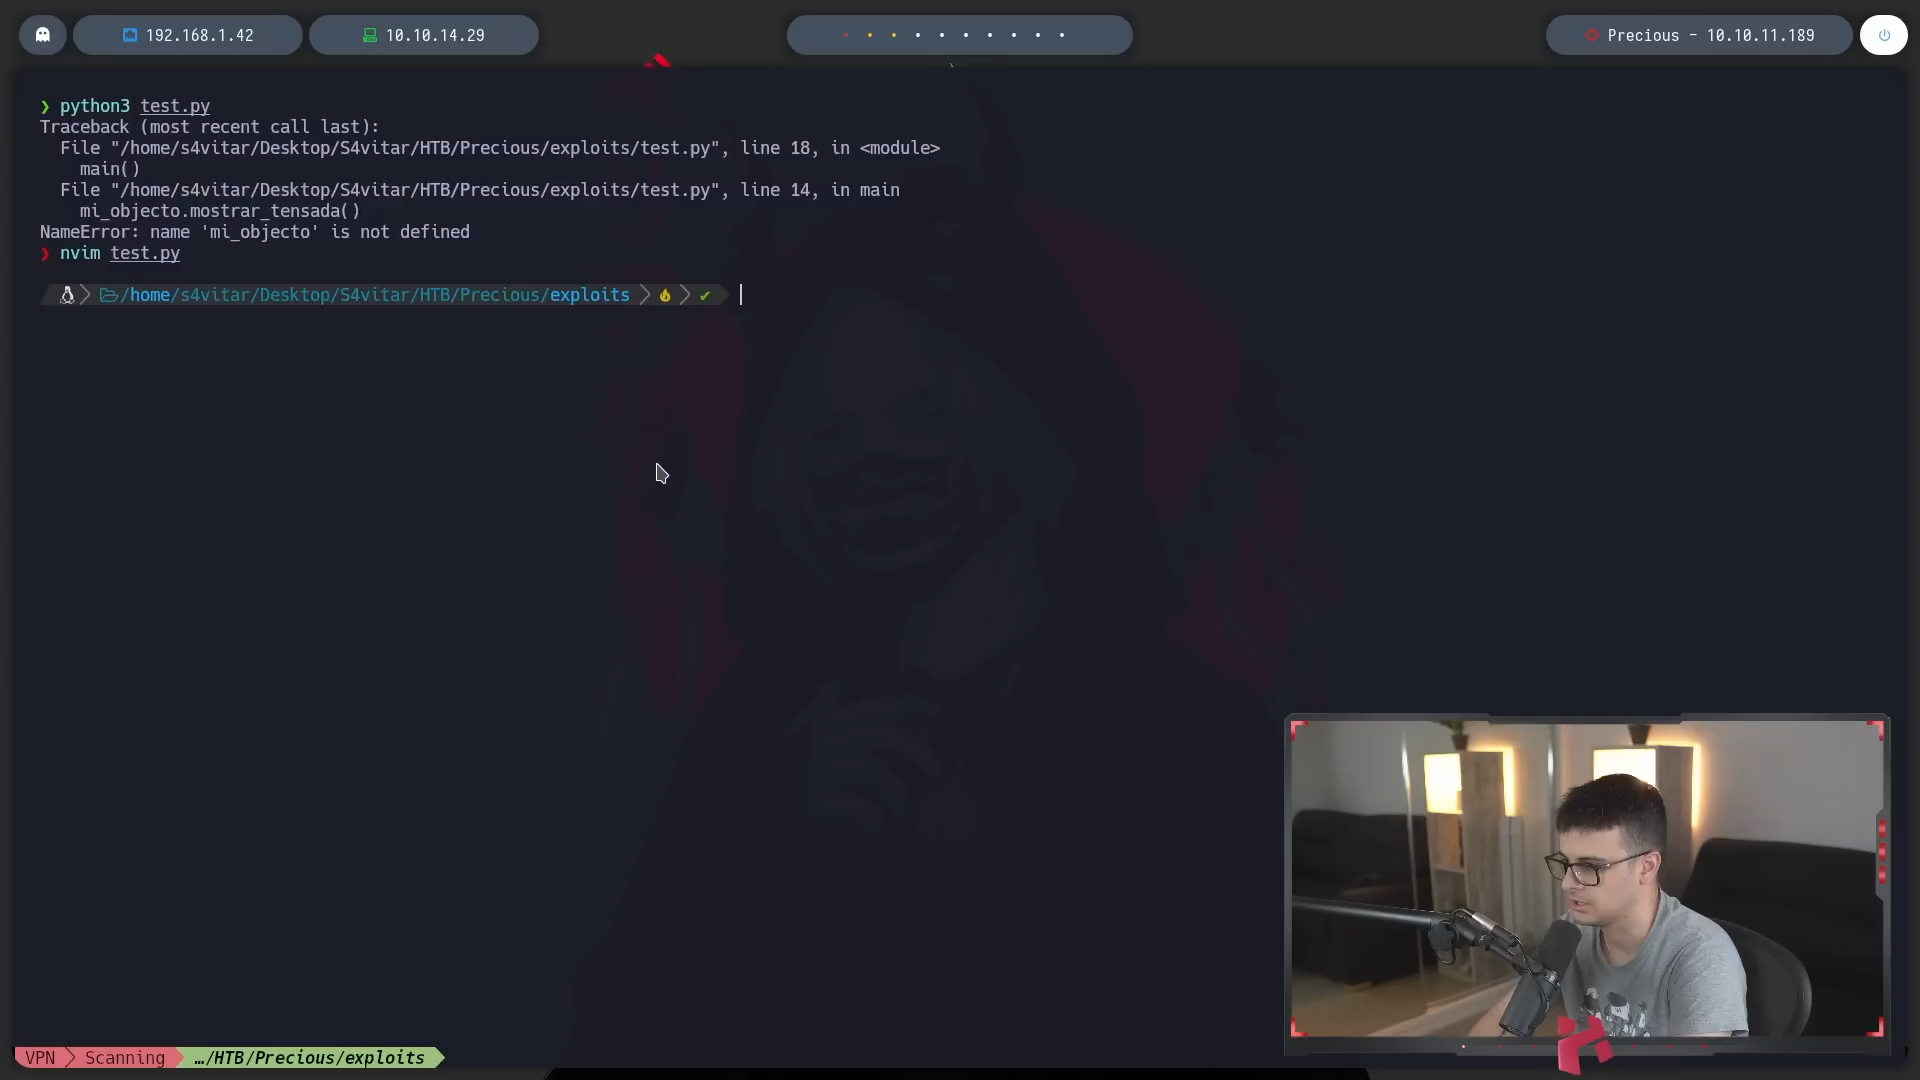 192.168.1.42
10.10.14.29
Precious - 10.10.11.189
❯ python3 test.py
Traceback (most recent call last):
  File "/home/s4vitar/Desktop/S4vitar/HTB/Precious/exploits/test.py", line 18, in <module>
    main()
  File "/home/s4vitar/Desktop/S4vitar/HTB/Precious/exploits/test.py", line 14, in main
    mi_objecto.mostrar_tensada()
NameError: name 'mi_objecto' is not defined
❯ nvim test.py
/home/s4vitar/Desktop/S4vitar/HTB/Precious/exploits
VPN Scanning …/HTB/Precious/exploits